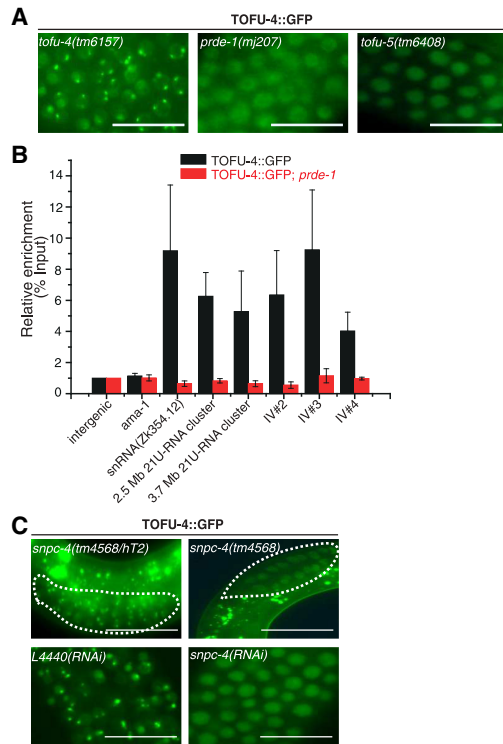 A
TOFU-4::GFP
tofu-4(tm6157)
prde-1(mj207)
tofu-5(tm6408)
B
TOFU-4::GFP
TOFU-4::GFP; prde-1
Relative enrichment
(% Input)
14
12
10
8
6
4
2
1
0
intergenic
ama-1
snRNA(Zk354.12)
2.5 Mb 21U-RNA cluster
3.7 Mb 21U-RNA cluster
IV#2
IV#3
IV#4
C
TOFU-4::GFP
snpc-4(tm4568/hT2)
snpc-4(tm4568)
L4440(RNAi)
snpc-4(RNAi)